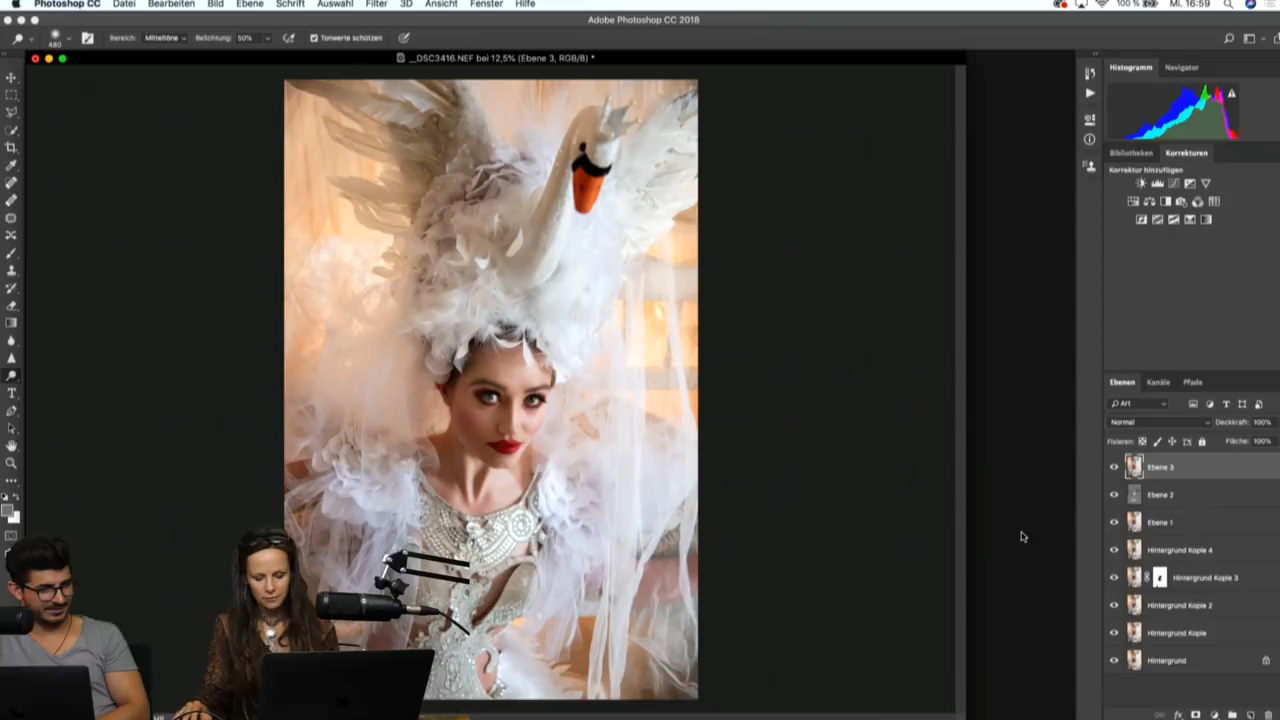 Photoshop CC Datei Bearbeiten Bild Ebene Schrift Auswahl Filter 3D Ansicht Fenster Hilfe 100 % Mi. 16:59
Adobe Photoshop CC 2018
480 Bereich: Mitteltöne Belichtung: 50% Tonwerte schützen
__DSC3416.NEF bei 12,5% (Ebene 3, RGB/8) *
Histogramm Navigator
Bibliotheken Korrekturen
Korrektur hinzufügen
Ebenen Kanäle Pfade
Art
Normal Deckkraft: 100%
Fixieren: Fläche: 100%
Ebene 3
Ebene 2
Ebene 1
Hintergrund Kopie 4
Hintergrund Kopie 3
Hintergrund Kopie 2
Hintergrund Kopie
Hintergrund